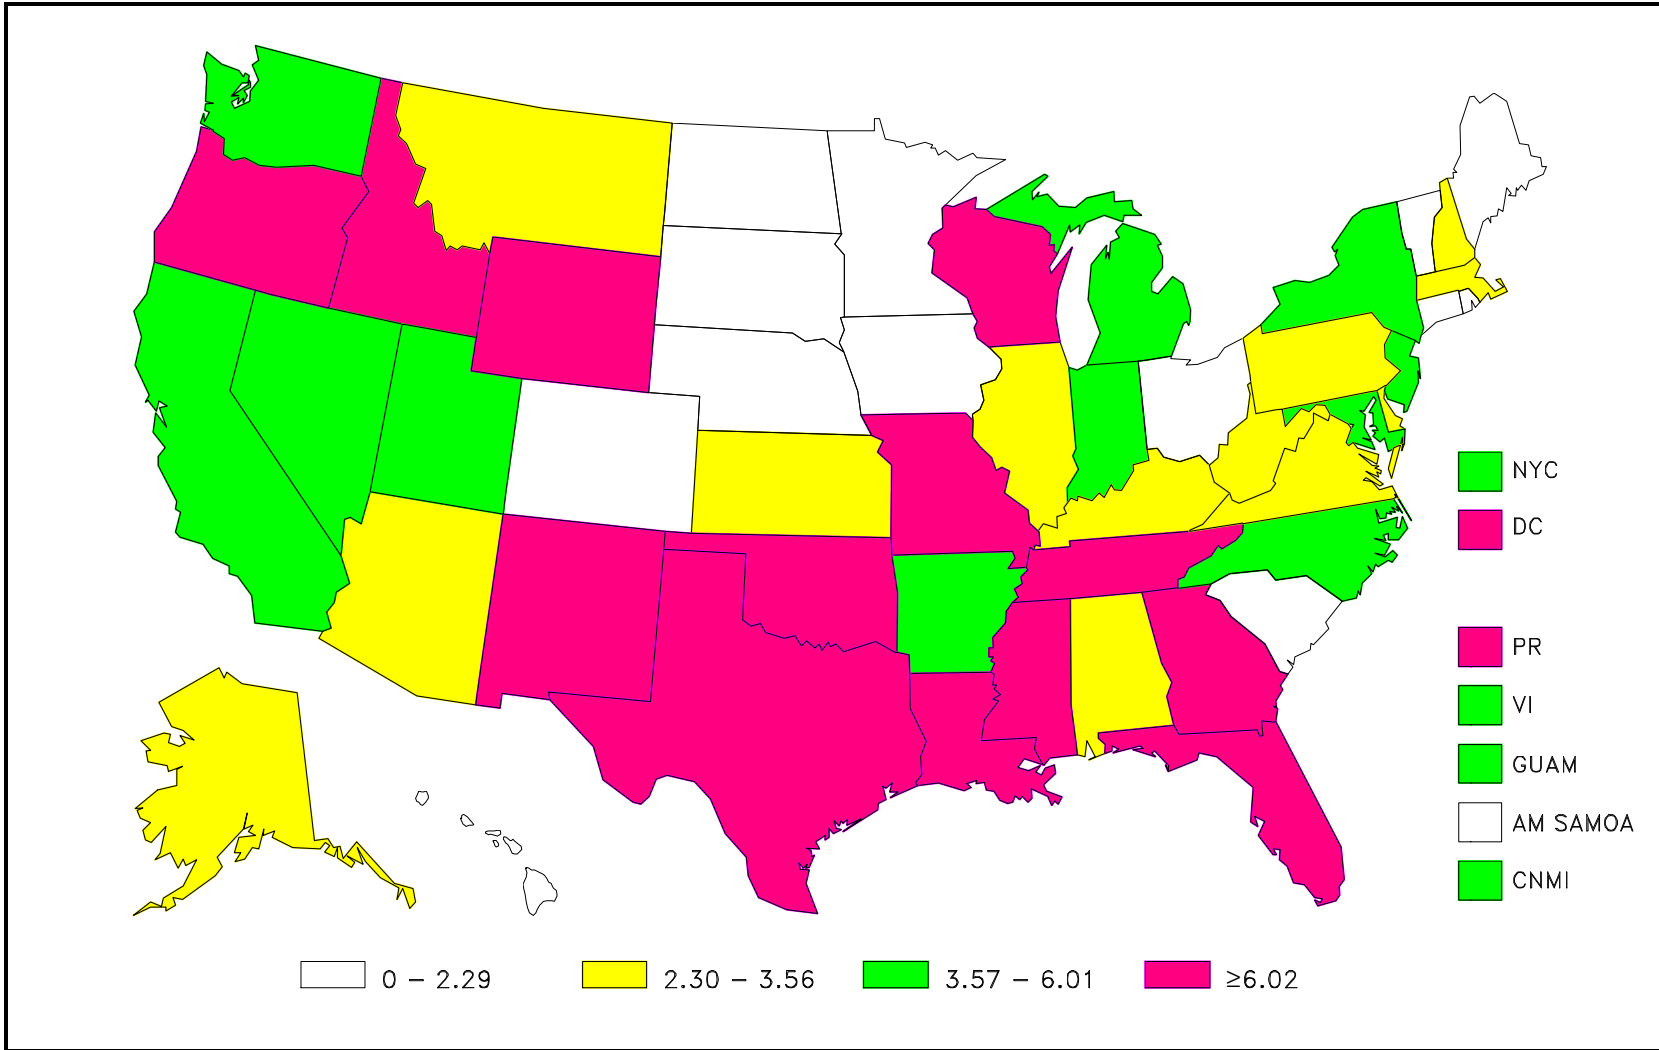 NYC
DC
PR
VI
GUAM
AM SAMOA
CNMI
0 – 2.29
2.30 – 3.56
3.57 – 6.01
≥6.02